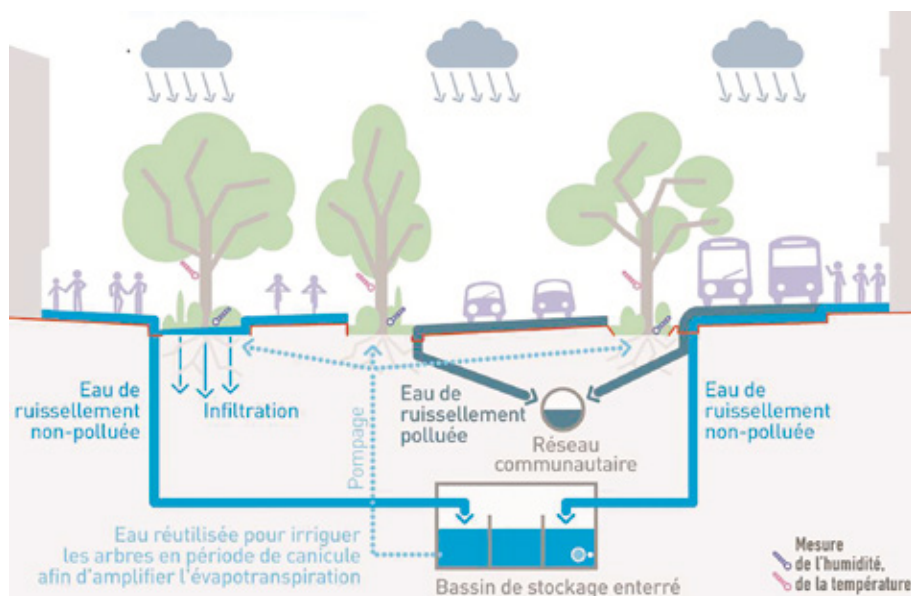 Eau de
ruissellement
non-polluée
Infiltration
Pompage
Eau de
ruissellement
polluée
Réseau
communautaire
Eau de
ruissellement
non-polluée
Eau réutilisée pour irriguer
les arbres en période de canicule
afin d'amplifier l'évapotranspiration
Bassin de stockage enterré
Mesure
de l'humidité,
de la température